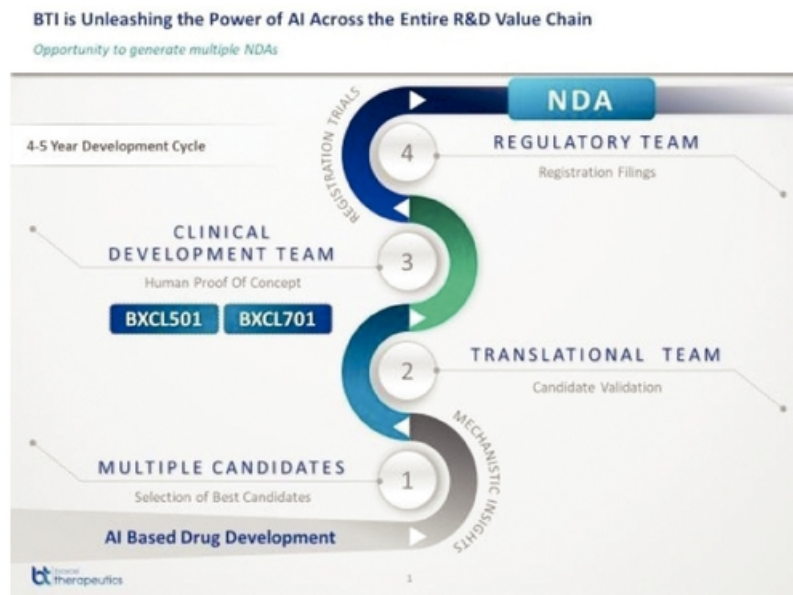 BTI is Unleashing the Power of AI Across the Entire R&D Value Chain
Opportunity to generate multiple NDAs
NDA
REGISTRATION TRIALS
4-5 Year Development Cycle
4
REGULATORY TEAM
Registration Filings
CLINICAL
DEVELOPMENT TEAM
Human Proof Of Concept
3
BXCL501 BXCL701
2
TRANSLATIONAL TEAM
Candidate Validation
MECHANISTIC INSIGHTS
MULTIPLE CANDIDATES
Selection of Best Candidates
1
AI Based Drug Development
bt
therapeutics
1